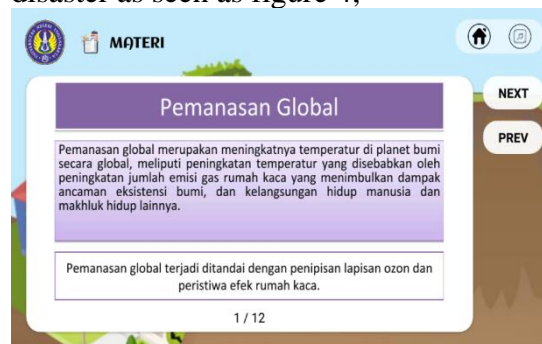 disaster as seen as figure 4;
MATERI
NEXT
PREV
Pemanasan Global
Pemanasan global merupakan meningkatnya temperatur di planet bumi
secara global, meliputi peningkatan temperatur yang disebabkan oleh
peningkatan jumlah emisi gas rumah kaca yang menimbulkan dampak
ancaman eksistensi bumi, dan kelangsungan hidup manusia dan
makhluk hidup lainnya.
Pemanasan global terjadi ditandai dengan penipisan lapisan ozon dan
peristiwa efek rumah kaca.
1 / 12